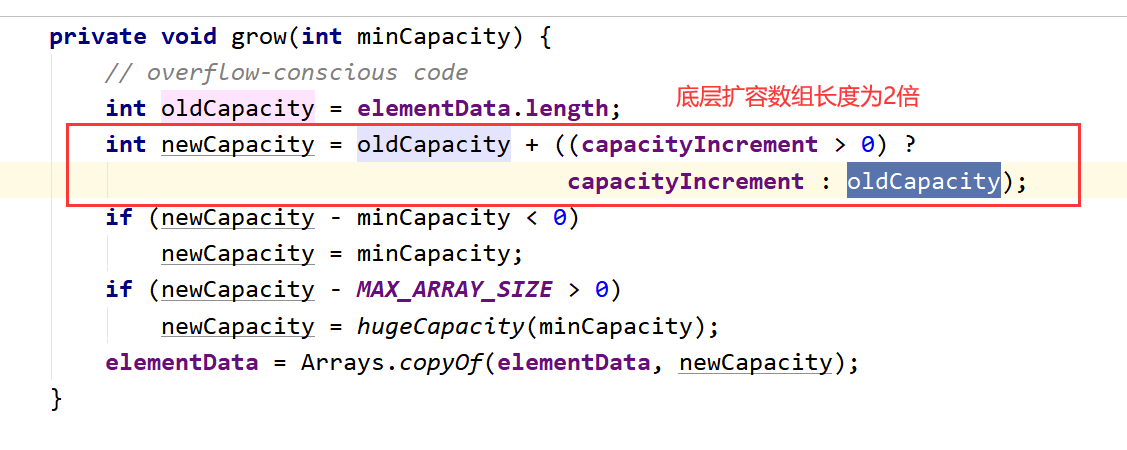 private void grow(int minCapacity) {
// overflow-conscious code
底层扩容数组长度为2倍
int oldCapacity = elementData.length;
int newCapacity = oldCapacity + ((capacityIncrement > 0) ?
capacityIncrement : oldCapacity);
if (newCapacity - minCapacity < 0)
newCapacity = minCapacity;
if (newCapacity - MAX_ARRAY_SIZE > 0)
newCapacity = hugeCapacity(minCapacity);
elementData = Arrays.copyOf(elementData, newCapacity);
}